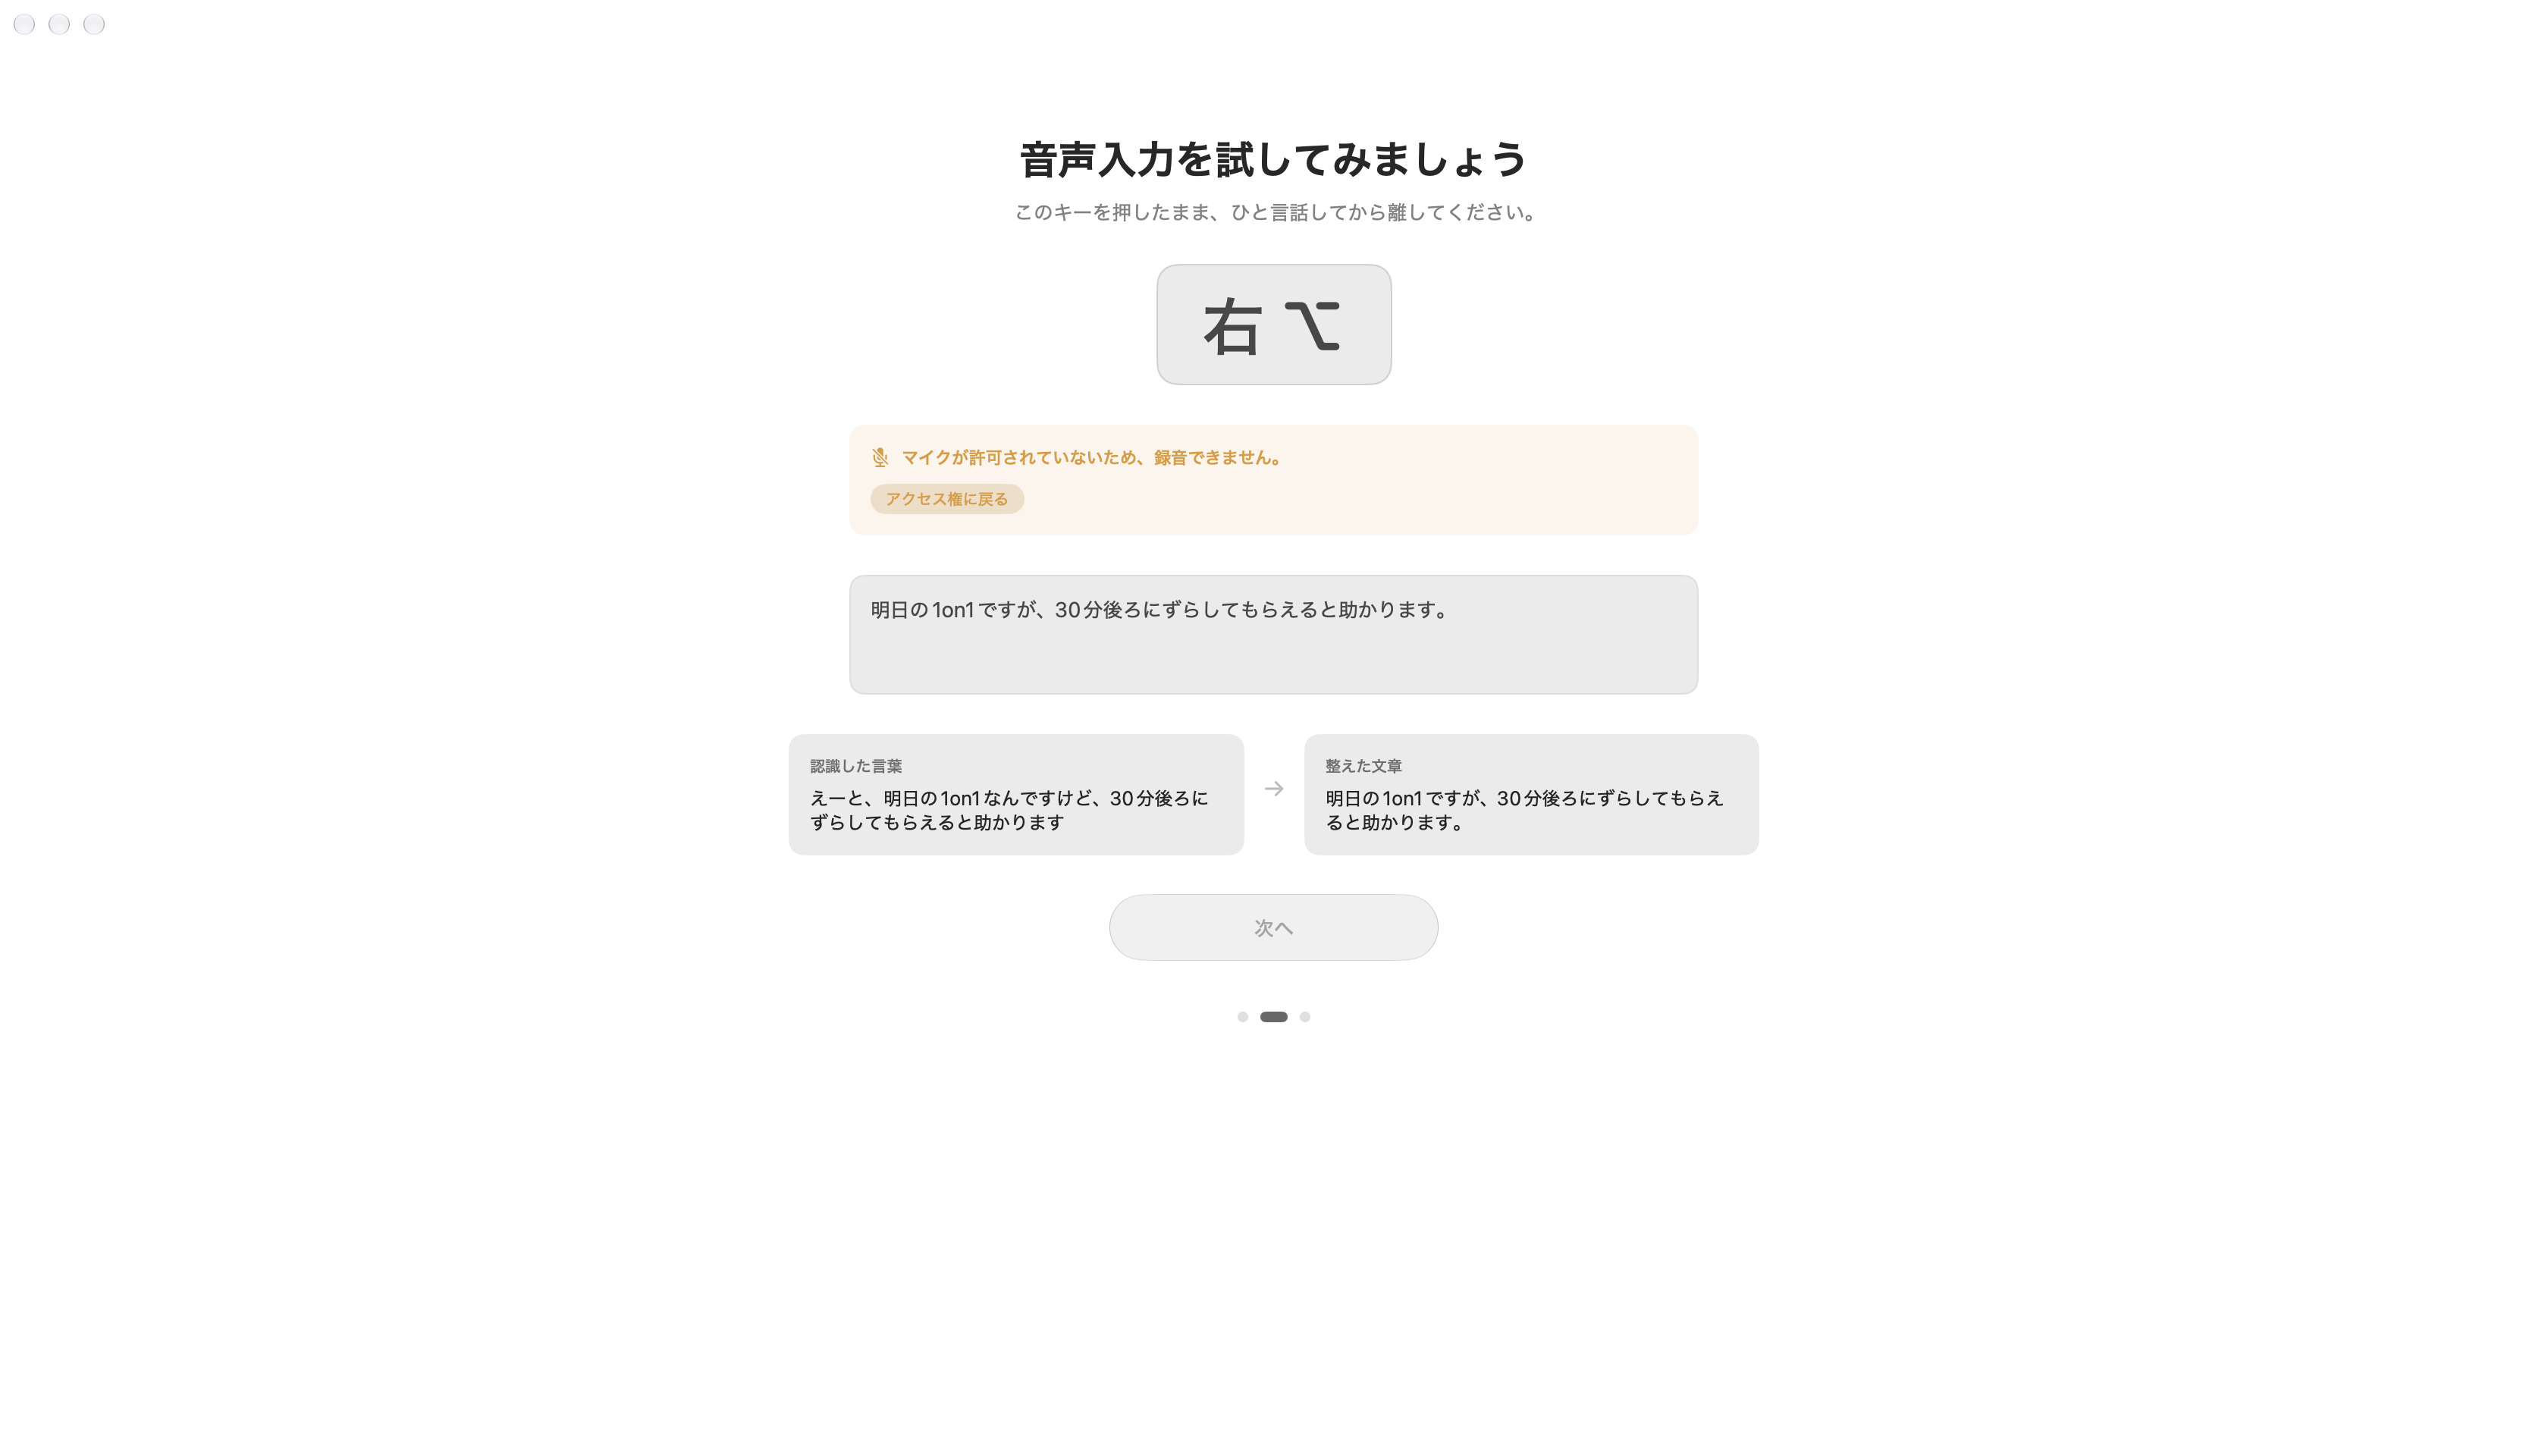 音声入力を試してみましょう
このキーを押したまま、ひと言話してから離してください。
右 ⌥
マイクが許可されていないため、録音できません。
アクセス権に戻る
明日の1on1ですが、30分後ろにずらしてもらえると助かります。
認識した言葉
えーと、明日の1on1なんですけど、30分後ろに
ずらしてもらえると助かります
→
整えた文章
明日の1on1ですが、30分後ろにずらしてもらえ
ると助かります。
次へ